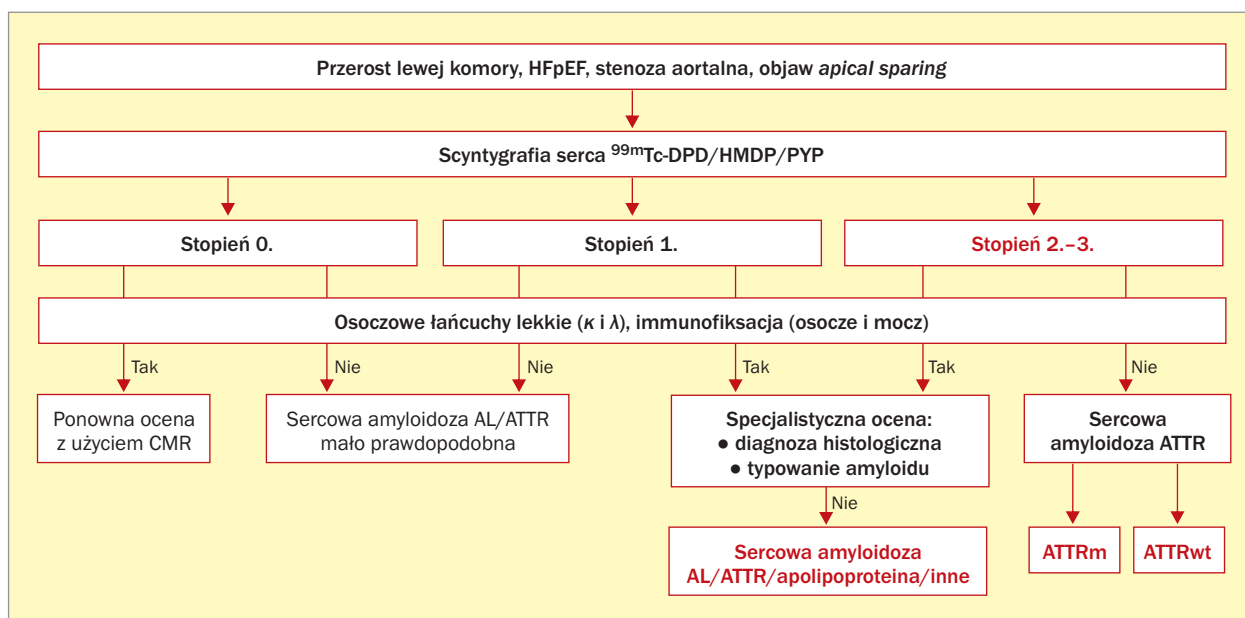 Przerost lewej komory, HFpEF, stenoza aortalna, objaw apical sparing
Scyntygrafia serca 99mTc-DPD/HMDP/PYP
Stopień 0.
Stopień 1.
Stopień 2.–3.
Osoczowe łańcuchy lekkie (κ i λ), immunofiksacja (osocze i mocz)
Tak
Nie
Nie
Tak
Tak
Nie
Ponowna ocena
z użyciem CMR
Sercowa amyloidoza AL/ATTR
mało prawdopodobna
Specjalistyczna ocena:
● diagnoza histologiczna
● typowanie amyloidu
Sercowa
amyloidoza ATTR
Nie
Sercowa amyloidoza
AL/ATTR/apolipoproteina/inne
ATTRm
ATTRwt